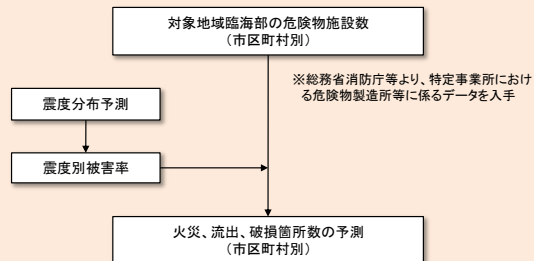 対象地域臨海部の危険物施設数
（市区町村別）
※総務省消防庁等より、特定事業所におけ
る危険物製造所等に係るデータを入手
震度分布予測
震度別被害率
火災、流出、破損箇所数の予測
（市区町村別）